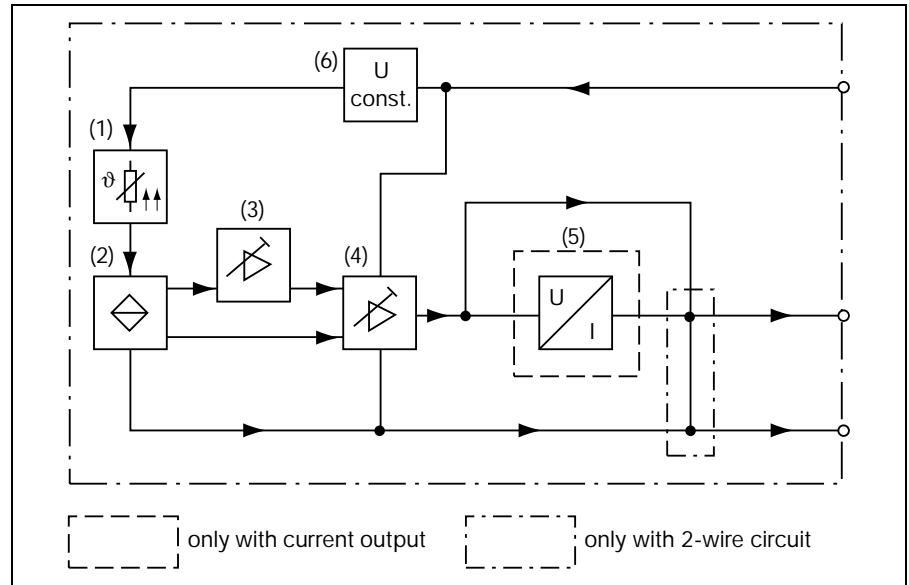 (6)
U
const.
(1)
ϑ
(3)
(2)
(4)
(5)
U
I
only with current output
only with 2-wire circuit